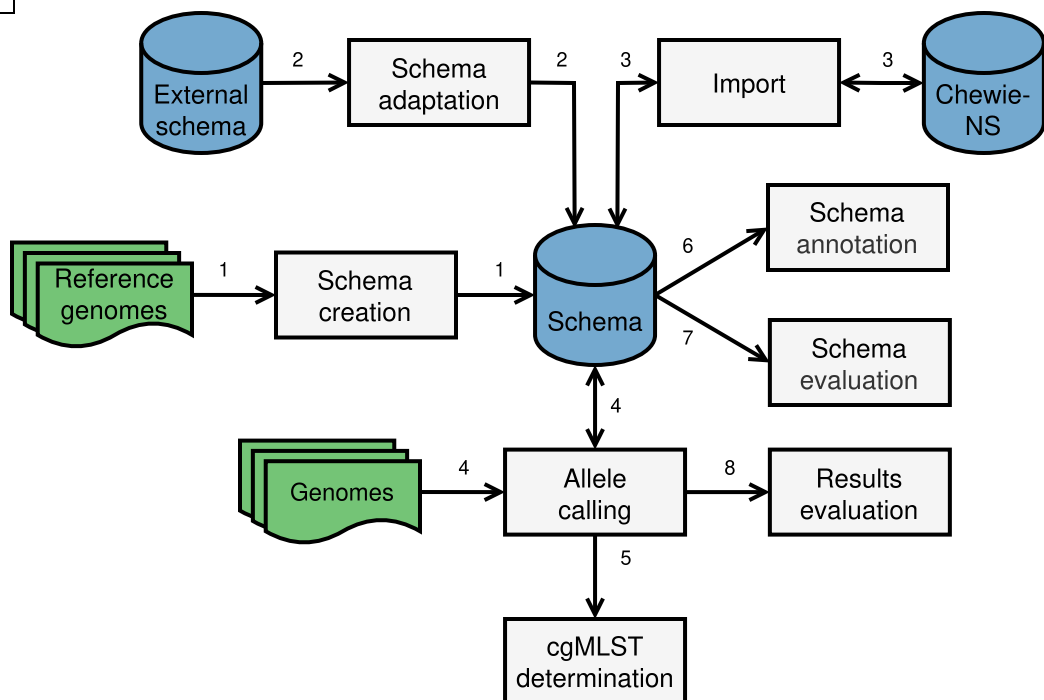 2
2
3
3
External
schema
Schema
adaptation
Import
Chewie-
NS
Reference
genomes
1
Schema
creation
1
Schema
6
Schema
annotation
7
Schema
evaluation
4
Genomes
4
Allele
calling
8
Results
evaluation
5
cgMLST
determination